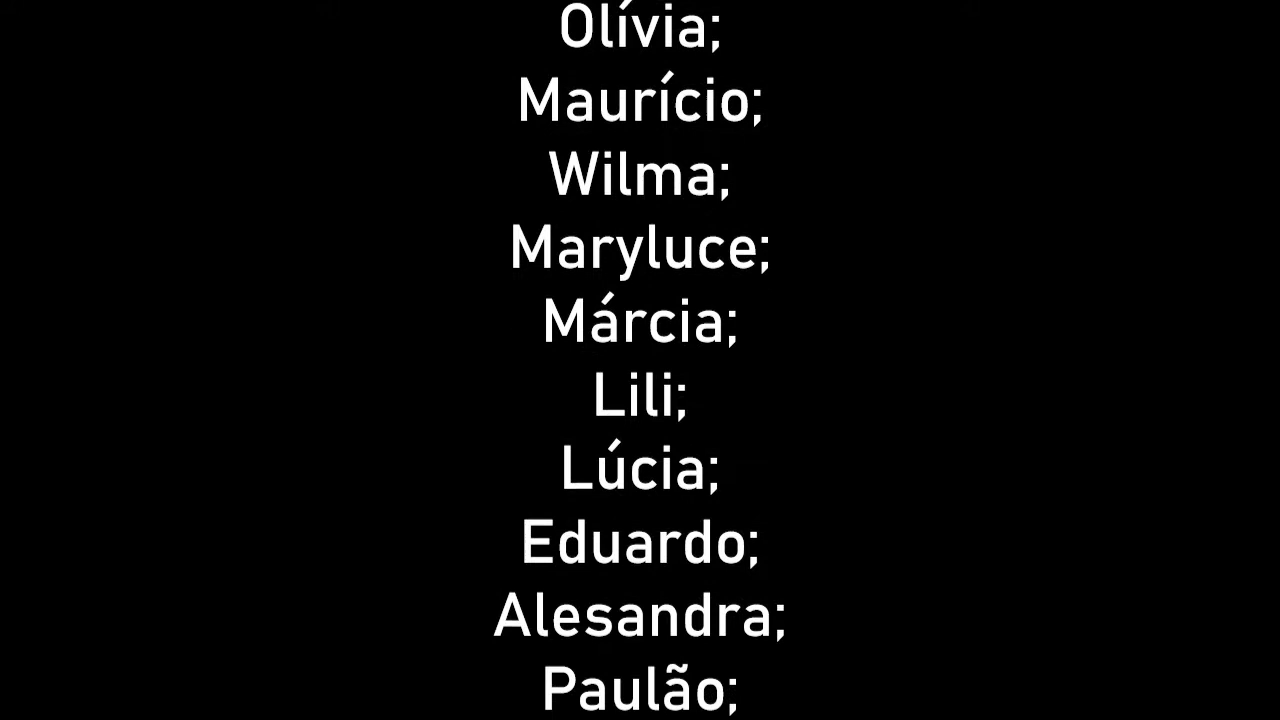 Olívia;
Maurício;
Wilma;
Maryluce;
Márcia;
Lili;
Lúcia;
Eduardo;
Alesandra;
Paulão;